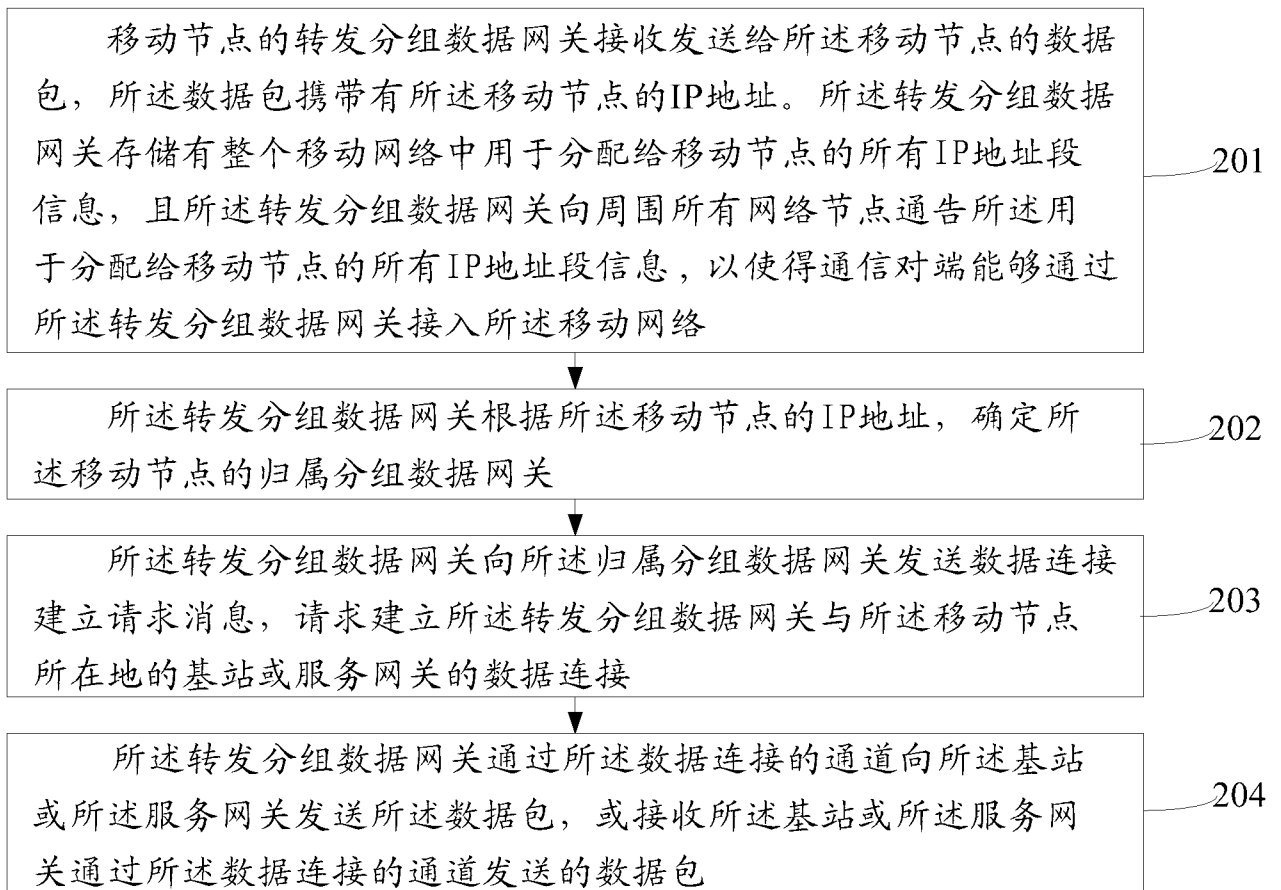 移动节点的转发分组数据网关接收发送给所述移动节点的数据
包，所述数据包携带有所述移动节点的IP地址。所述转发分组数据
网关存储有整个移动网络中用于分配给移动节点的所有IP地址段
信息，且所述转发分组数据网关向周围所有网络节点通告所述用
于分配给移动节点的所有IP地址段信息，以使得通信对端能够通过
所述转发分组数据网关接入所述移动网络
201
所述转发分组数据网关根据所述移动节点的IP地址，确定所
述移动节点的归属分组数据网关
202
所述转发分组数据网关向所述归属分组数据网关发送数据连接
建立请求消息，请求建立所述转发分组数据网关与所述移动节点
所在地的基站或服务网关的数据连接
203
所述转发分组数据网关通过所述数据连接的通道向所述基站
或所述服务网关发送所述数据包，或接收所述基站或所述服务网
关通过所述数据连接的通道发送的数据包
204